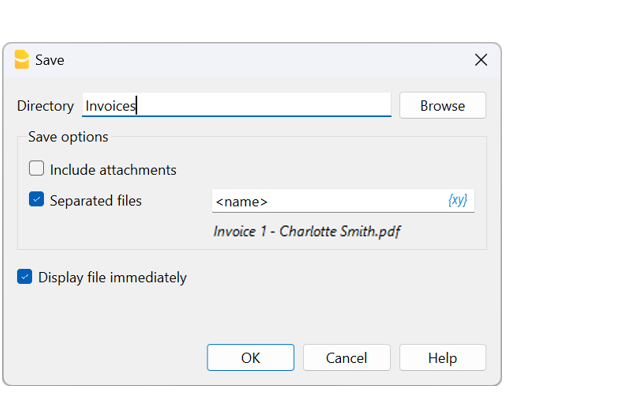 Save
Directory Invoices Browse
Save options
Include attachments
Separated files <name> {xy}
Invoice 1 - Charlotte Smith.pdf
Display file immediately
OK Cancel Help